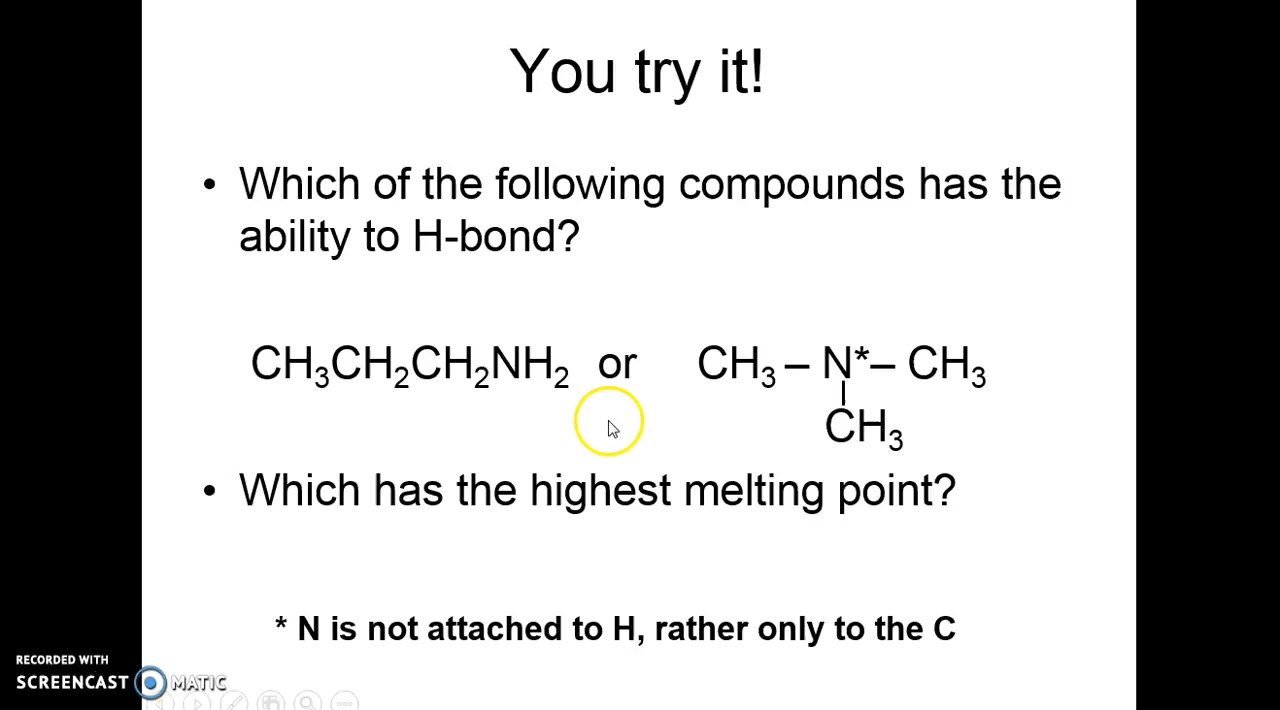 You try it!
• Which of the following compounds has the
ability to H-bond?
CH₃CH₂CH₂NH₂ or CH₃ – N*– CH₃
CH₃
• Which has the highest melting point?
* N is not attached to H, rather only to the C
RECORDED WITH
SCREENCAST MATIC